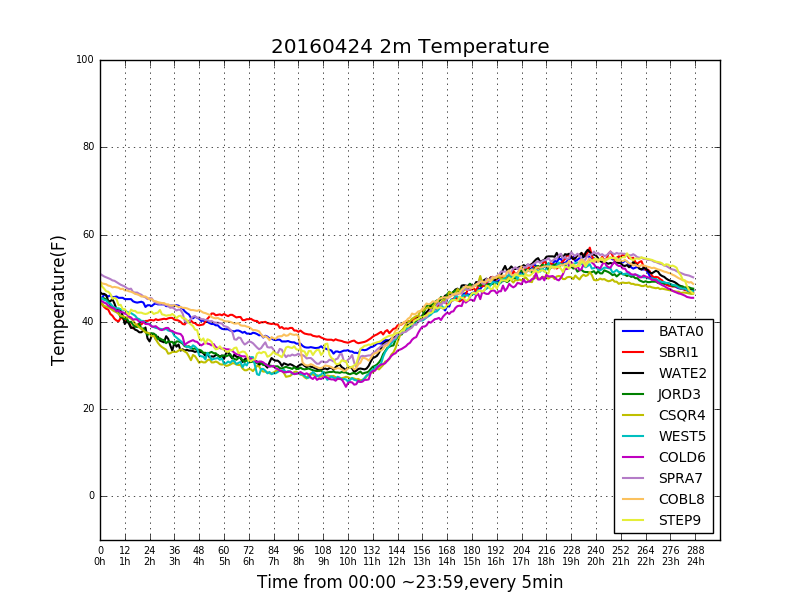 20160424 2m Temperature
Temperature(F)
100
80
60
40
20
0
0 12 24 36 48 60 72 84 96 108 120 132 144 156 168 180 192 204 216 228 240 252 264 276 288
0h 1h 2h 3h 4h 5h 6h 7h 8h 9h 10h 11h 12h 13h 14h 15h 16h 17h 18h 19h 20h 21h 22h 23h 24h
Time from 00:00 ~23:59,every 5min
BATA0
SBRI1
WATE2
JORD3
CSQR4
WEST5
COLD6
SPRA7
COBL8
STEP9